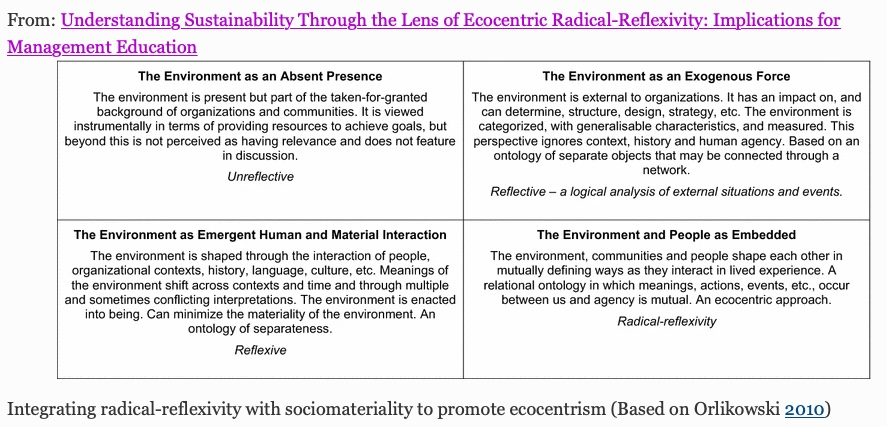 From: Understanding Sustainability Through the Lens of Ecocentric Radical-Reflexivity: Implications for
Management Education
The Environment as an Absent Presence
The environment is present but part of the taken-for-granted
background of organizations and communities. It is viewed
instrumentally in terms of providing resources to achieve goals, but
beyond this is not perceived as having relevance and does not feature
in discussion.
Unreflective
The Environment as an Exogenous Force
The environment is external to organizations. It has an impact on, and
can determine, structure, design, strategy, etc. The environment is
categorized, with generalisable characteristics, and measured. This
perspective ignores context, history and human agency. Based on an
ontology of separate objects that may be connected through a
network.
Reflective – a logical analysis of external situations and events.
The Environment as Emergent Human and Material Interaction
The environment is shaped through the interaction of people,
organizational contexts, history, language, culture, etc. Meanings of
the environment shift across contexts and time and through multiple
and sometimes conflicting interpretations. The environment is enacted
into being. Can minimize the materiality of the environment. An
ontology of separateness.
Reflexive
The Environment and People as Embedded
The environment, communities and people shape each other in
mutually defining ways as they interact in lived experience. A
relational ontology in which meanings, actions, events, etc., occur
between us and agency is mutual. An ecocentric approach.
Radical-reflexivity
Integrating radical-reflexivity with sociomateriality to promote ecocentrism (Based on Orlikowski 2010)